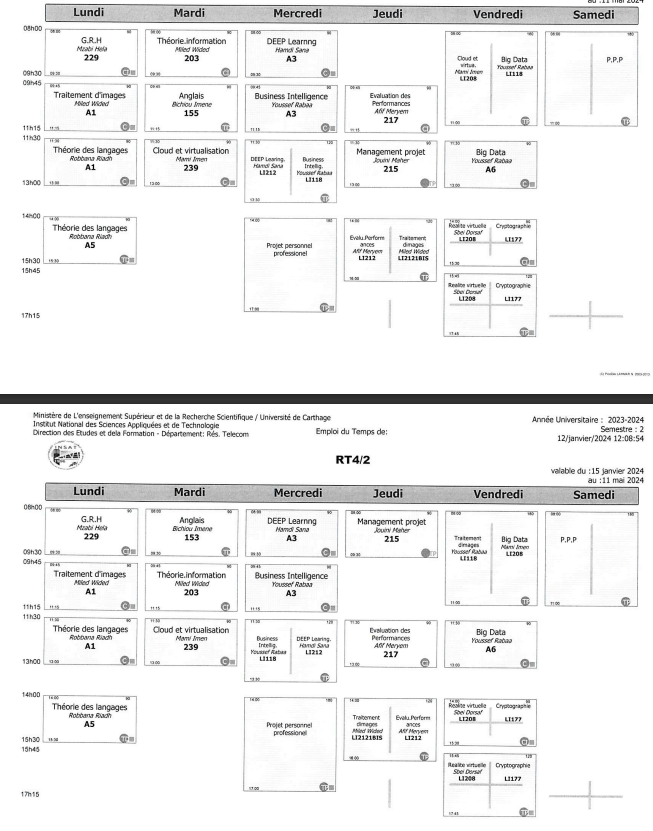 au :11 mai 2024
Lundi Mardi Mercredi Jeudi Vendredi Samedi
08h00
08:00 90 08:00 90 08:00 90 08:00 180 08:00 180
G.R.H Théorie.information DEEP Learnng
Mzabi Hela Miled Wided Hamdi Sana
229 203 A3
Cloud et virtua. Big Data P.P.P
Mami Imen Youssef Rabaa
LI208 LI118
09h30 09:30 09:30 09:30
09h45 09:45 90 09:45 90 09:45 90 09:45 90
Traitement d'images Anglais Business Intelligence Evaluation des Performances
Miled Wided Bichiou Imene Youssef Rabaa Afif Meryem
A1 155 A3 217
11:00 TP 11:00 TP
11h15 11:15 11:15 11:15 11:15
11h30 11:30 90 11:30 90 11:30 120 11:30 90 11:30 90
Théorie des langages Cloud et virtualisation DEEP Learing. Business Intellig. Management projet Big Data
Robbana Riadh Mami Imen Hamdi Sana Youssef Rabaa Jouini Maher Youssef Rabaa
A1 239 LI212 LI118 215 A6
13h00 13:00 13:00 13:00 13:00
13:30 TP
14h00 14:00 90 14:00 180 14:00 120 14:00 90
Théorie des langages Projet personnel professionel Evalu.Perform ances Traitement dimages Realite virtuelle Cryptographie
Robbana Riadh Afif Meryem Miled Wided Sbei Dorsaf
A5 LI212 LI2121BIS LI208 LI177
15h30 15:30 15:30
15h45 15:45 120
16:00 TP
Realite virtuelle Cryptographie
Sbei Dorsaf
LI208 LI177
17h15 17:00 TP 17:45 TP
Ministère de L'enseignement Supérieur et de la Recherche Scientifique / Université de Carthage
Institut National des Sciences Appliquées et de Technologie
Direction des Etudes et dela Formation - Département: Rés. Telecom
Emploi du Temps de:
Année Universitaire : 2023-2024
Semestre : 2
12/janvier/2024 12:08:54
INSAT
RT4/2
valable du :15 janvier 2024
au :11 mai 2024
Lundi Mardi Mercredi Jeudi Vendredi Samedi
08h00
08:00 90 08:00 90 08:00 90 08:00 90 08:00 180 08:00 180
G.R.H Anglais DEEP Learnng Management projet
Mzabi Hela Bichiou Imene Hamdi Sana Jouini Maher
229 153 A3 215
Traitement dimages Big Data P.P.P
Youssef Rabaa Mami Imen
LI118 LI208
09h30 09:30 09:30 09:30 09:30
09h45 09:45 90 09:45 90 09:45 90
Traitement d'images Théorie.information Business Intelligence
Miled Wided Miled Wided Youssef Rabaa
A1 203 A3
11:00 TP 11:00 TP
11h15 11:15 11:15 11:15
11h30 11:30 90 11:30 90 11:30 120 11:30 90 11:30 90
Théorie des langages Cloud et virtualisation Business Intellig. DEEP Learing. Evaluation des Performances Big Data
Robbana Riadh Mami Imen Youssef Rabaa Hamdi Sana Afif Meryem Youssef Rabaa
A1 239 LI118 LI212 217 A6
13h00 13:00 13:00 13:00 13:00
13:30 TP
14h00 14:00 90 14:00 180 14:00 120 14:00 90
Théorie des langages Projet personnel professionel Traitement dimages Evalu.Perform ances Realite virtuelle Cryptographie
Robbana Riadh Miled Wided Afif Meryem Sbei Dorsaf
A5 LI2121BIS LI212 LI208 LI177
15h30 15:30 15:30
15h45 15:45 120
16:00 TP
Realite virtuelle Cryptographie
Sbei Dorsaf
LI208 LI177
17h15 17:00 TP 17:45 TP